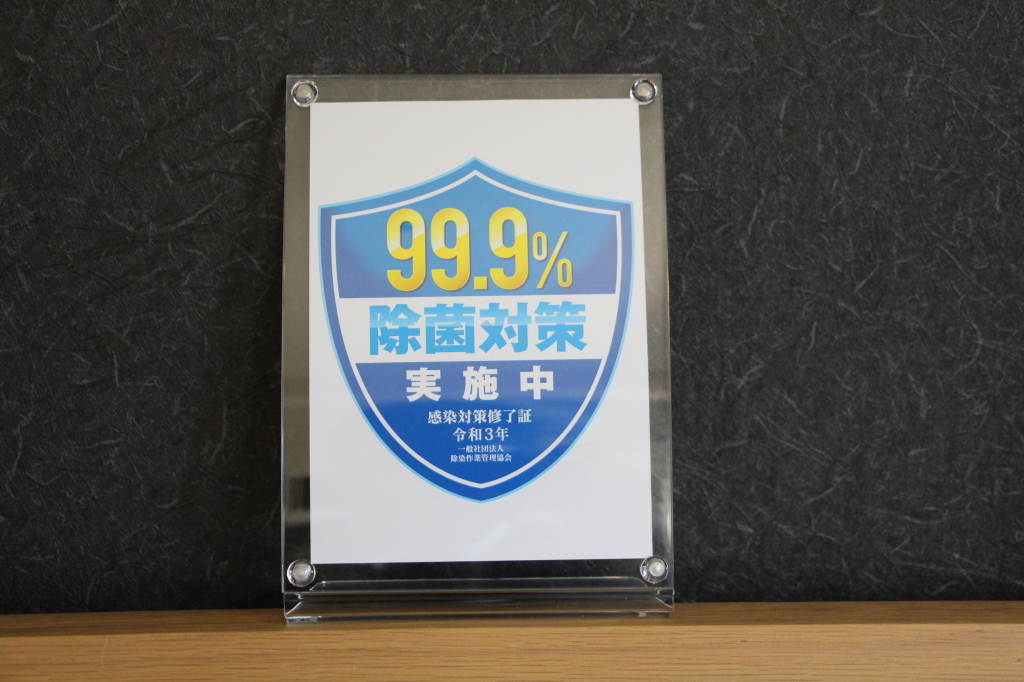 99.9%
除菌対策
実施中
感染対策修了証
令和3年
一般社団法人
除染作業管理協会